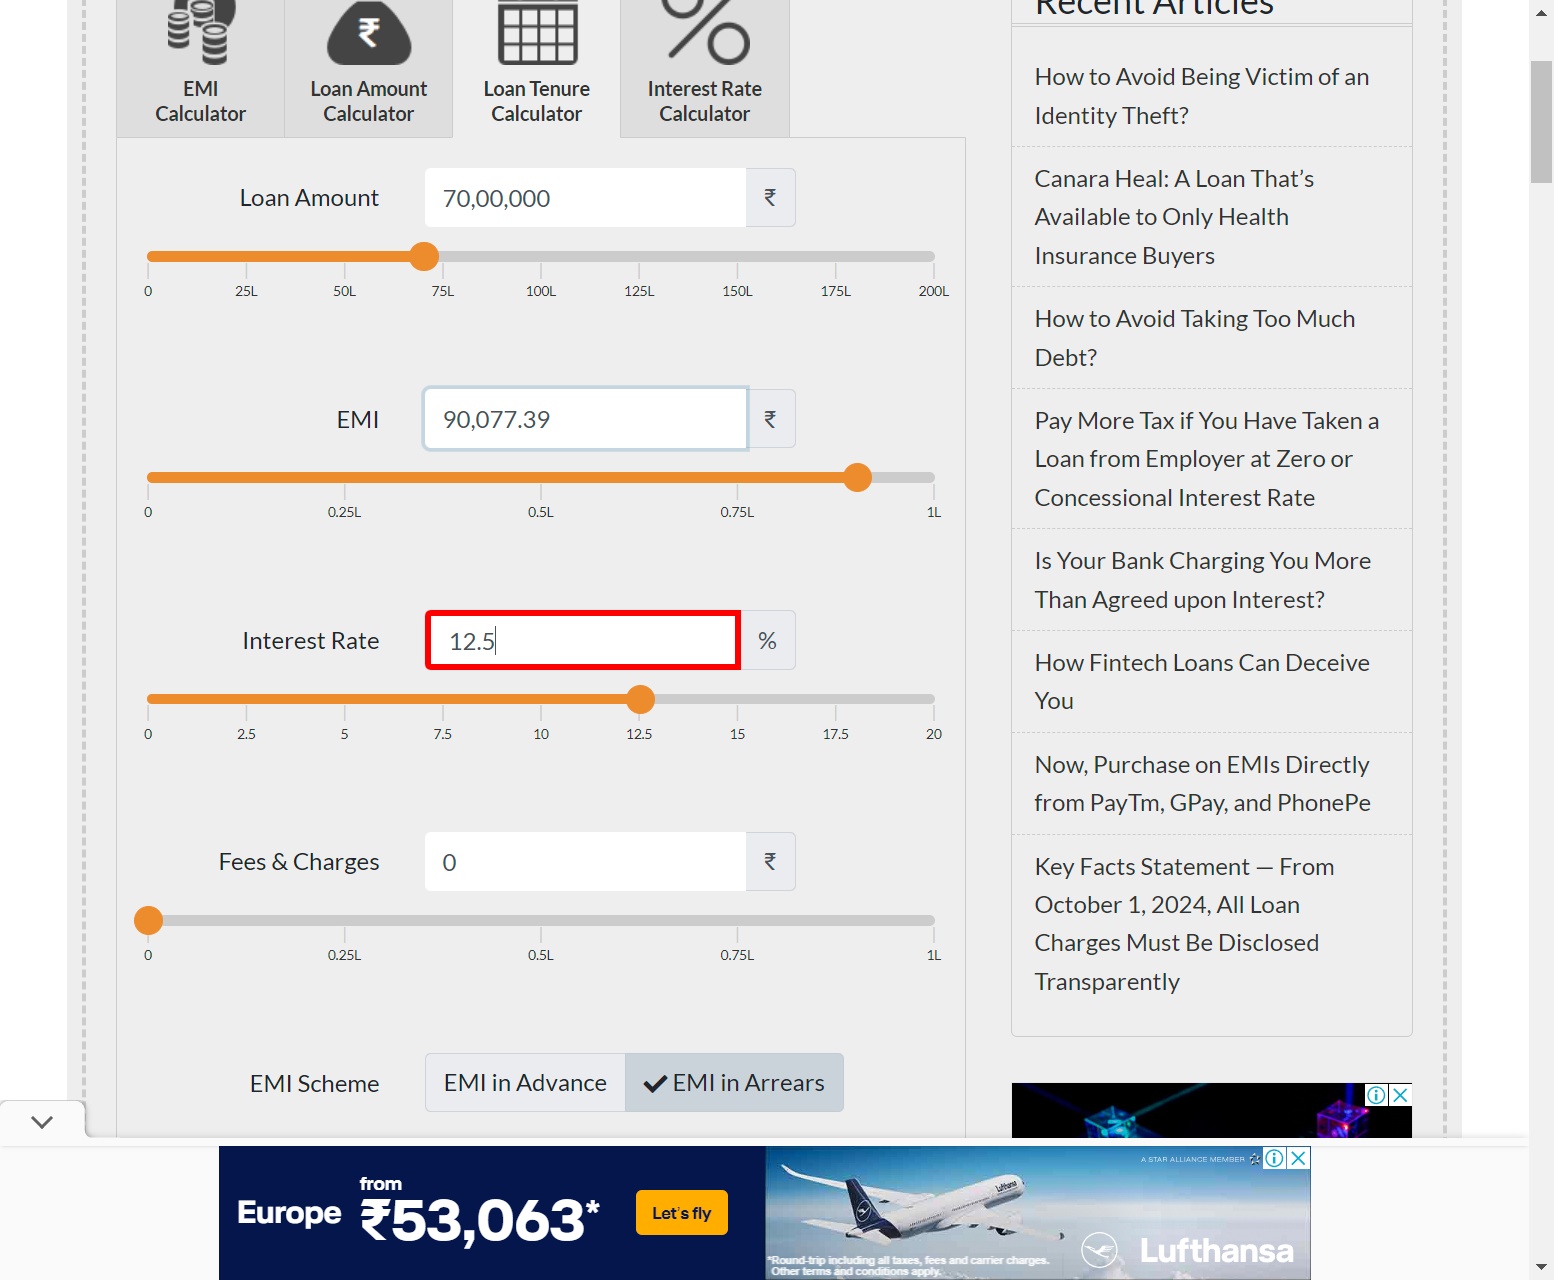 EMI
Calculator
Loan Amount
Calculator
Loan Tenure
Calculator
Interest Rate
Calculator
Loan Amount
70,00,000
₹
0
25L
50L
75L
100L
125L
150L
175L
200L
EMI
90,077.39
₹
0
0.25L
0.5L
0.75L
1L
Interest Rate
12.5
%
0
2.5
5
7.5
10
12.5
15
17.5
20
Fees & Charges
0
₹
0
0.25L
0.5L
0.75L
1L
EMI Scheme
EMI in Advance
EMI in Arrears
Recent Articles
How to Avoid Being Victim of an
Identity Theft?
Canara Heal: A Loan That’s
Available to Only Health
Insurance Buyers
How to Avoid Taking Too Much
Debt?
Pay More Tax if You Have Taken a
Loan from Employer at Zero or
Concessional Interest Rate
Is Your Bank Charging You More
Than Agreed upon Interest?
How Fintech Loans Can Deceive
You
Now, Purchase on EMIs Directly
from PayTm, GPay, and PhonePe
Key Facts Statement — From
October 1, 2024, All Loan
Charges Must Be Disclosed
Transparently
Europe
from
₹53,063*
Let's fly
A STAR ALLIANCE MEMBER
Lufthansa
*Round-trip including all taxes, fees and carrier charges.
Other terms and conditions apply.
Lufthansa